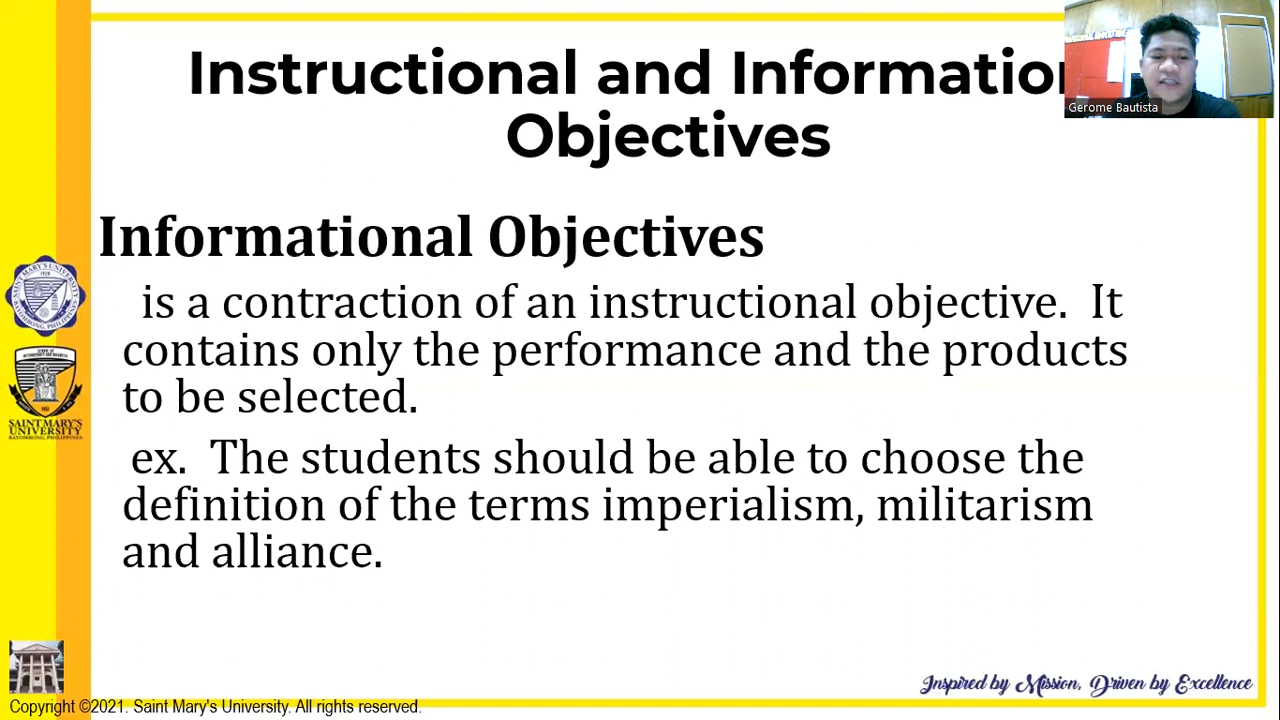 Instructional and Information
Objectives
Gerome Bautista
Informational Objectives
is a contraction of an instructional objective. It
contains only the performance and the products
to be selected.
ex. The students should be able to choose the
definition of the terms imperialism, militarism
and alliance.
SAINT MARY'S
UNIVERSITY
BAYOMBONG, PHILIPPINES
Inspired by Mission, Driven by Excellence
Copyright ©2021. Saint Mary's University. All rights reserved.